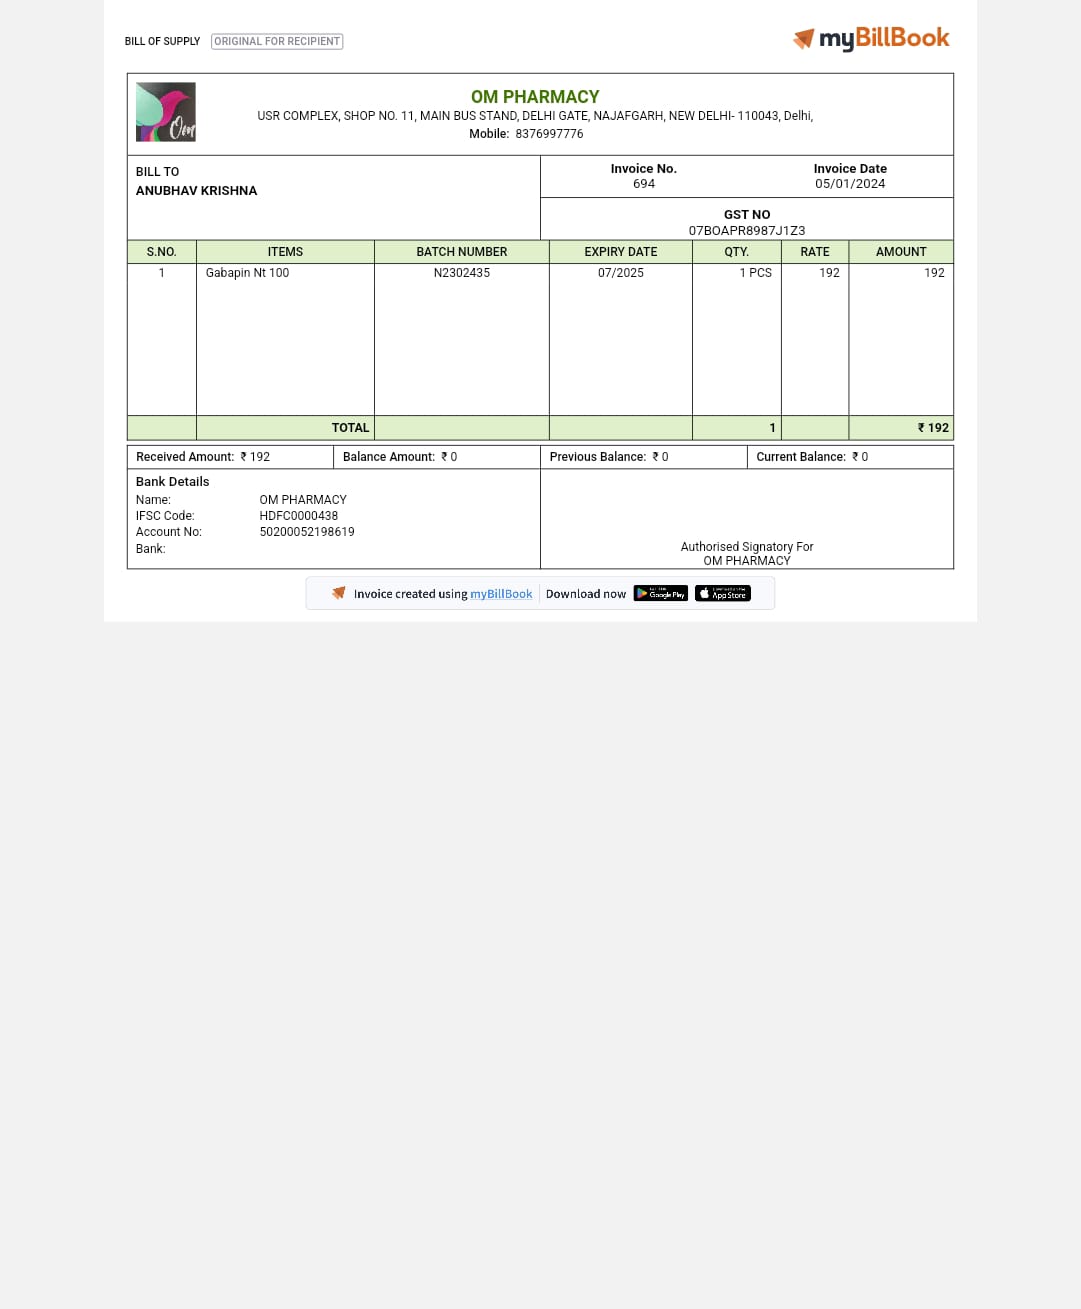 BILL OF SUPPLY ORIGINAL FOR RECIPIENT
myBillBook
Om
OM PHARMACY
USR COMPLEX, SHOP NO. 11, MAIN BUS STAND, DELHI GATE, NAJAFGARH, NEW DELHI- 110043, Delhi,
Mobile: 8376997776
BILL TO
ANUBHAV KRISHNA
Invoice No. Invoice Date
694 05/01/2024
GST NO
07BOAPR8987J1Z3
S.NO. ITEMS BATCH NUMBER EXPIRY DATE QTY. RATE AMOUNT
1 Gabapin Nt 100 N2302435 07/2025 1 PCS 192 192
TOTAL 1 ₹ 192
Received Amount: ₹ 192 Balance Amount: ₹ 0 Previous Balance: ₹ 0 Current Balance: ₹ 0
Bank Details
Name: OM PHARMACY
IFSC Code: HDFC0000438
Account No: 50200052198619
Bank:
Authorised Signatory For
OM PHARMACY
Invoice created using myBillBook Download now Google Play App Store